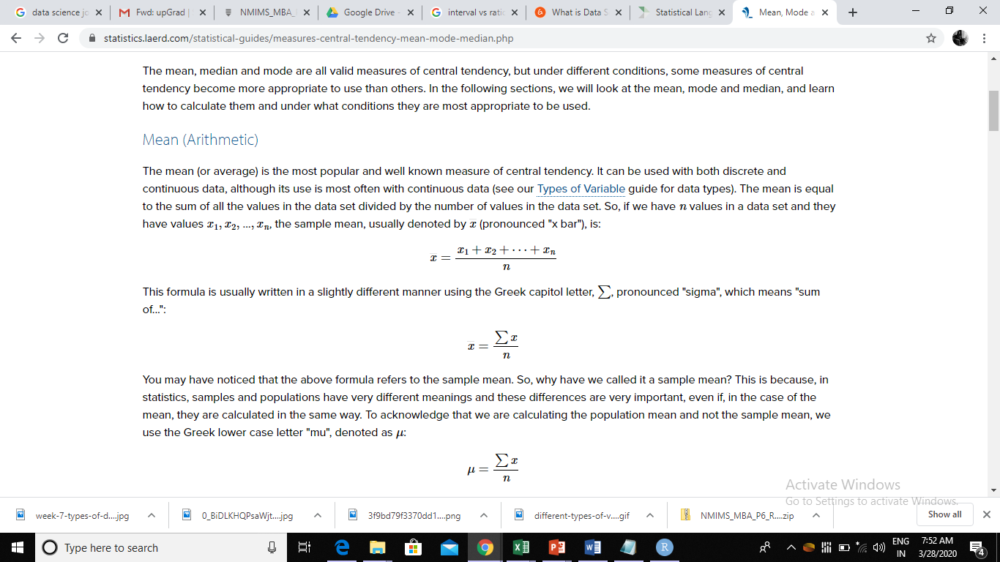 data science jo
Fwd: upGrad |
NMIMS_MBA_
Google Drive -
interval vs ratio
What is Data S
Statistical Lang
Mean, Mode a
statistics.laerd.com/statistical-guides/measures-central-tendency-mean-mode-median.php
The mean, median and mode are all valid measures of central tendency, but under different conditions, some measures of central
tendency become more appropriate to use than others. In the following sections, we will look at the mean, mode and median, and learn
how to calculate them and under what conditions they are most appropriate to be used.
Mean (Arithmetic)
The mean (or average) is the most popular and well known measure of central tendency. It can be used with both discrete and
continuous data, although its use is most often with continuous data (see our Types of Variable guide for data types). The mean is equal
to the sum of all the values in the data set divided by the number of values in the data set. So, if we have n values in a data set and they
have values x₁, x₂, ..., xₙ, the sample mean, usually denoted by x̄ (pronounced "x bar"), is:
x̄ = (x₁ + x₂ + ··· + xₙ) / n
This formula is usually written in a slightly different manner using the Greek capitol letter, ∑, pronounced "sigma", which means "sum
of...":
x̄ = ∑x / n
You may have noticed that the above formula refers to the sample mean. So, why have we called it a sample mean? This is because, in
statistics, samples and populations have very different meanings and these differences are very important, even if, in the case of the
mean, they are calculated in the same way. To acknowledge that we are calculating the population mean and not the sample mean, we
use the Greek lower case letter "mu", denoted as μ:
μ = ∑x / n
Activate Windows
Go to Settings to activate Windows.
week-7-types-of-d....jpg
0_BiDLKHQPsaWjt....jpg
3f9bd79f3370dd1....png
different-types-of-v....gif
NMIMS_MBA_P6_R....zip
Show all
Type here to search
ENG
IN
7:52 AM
3/28/2020
4